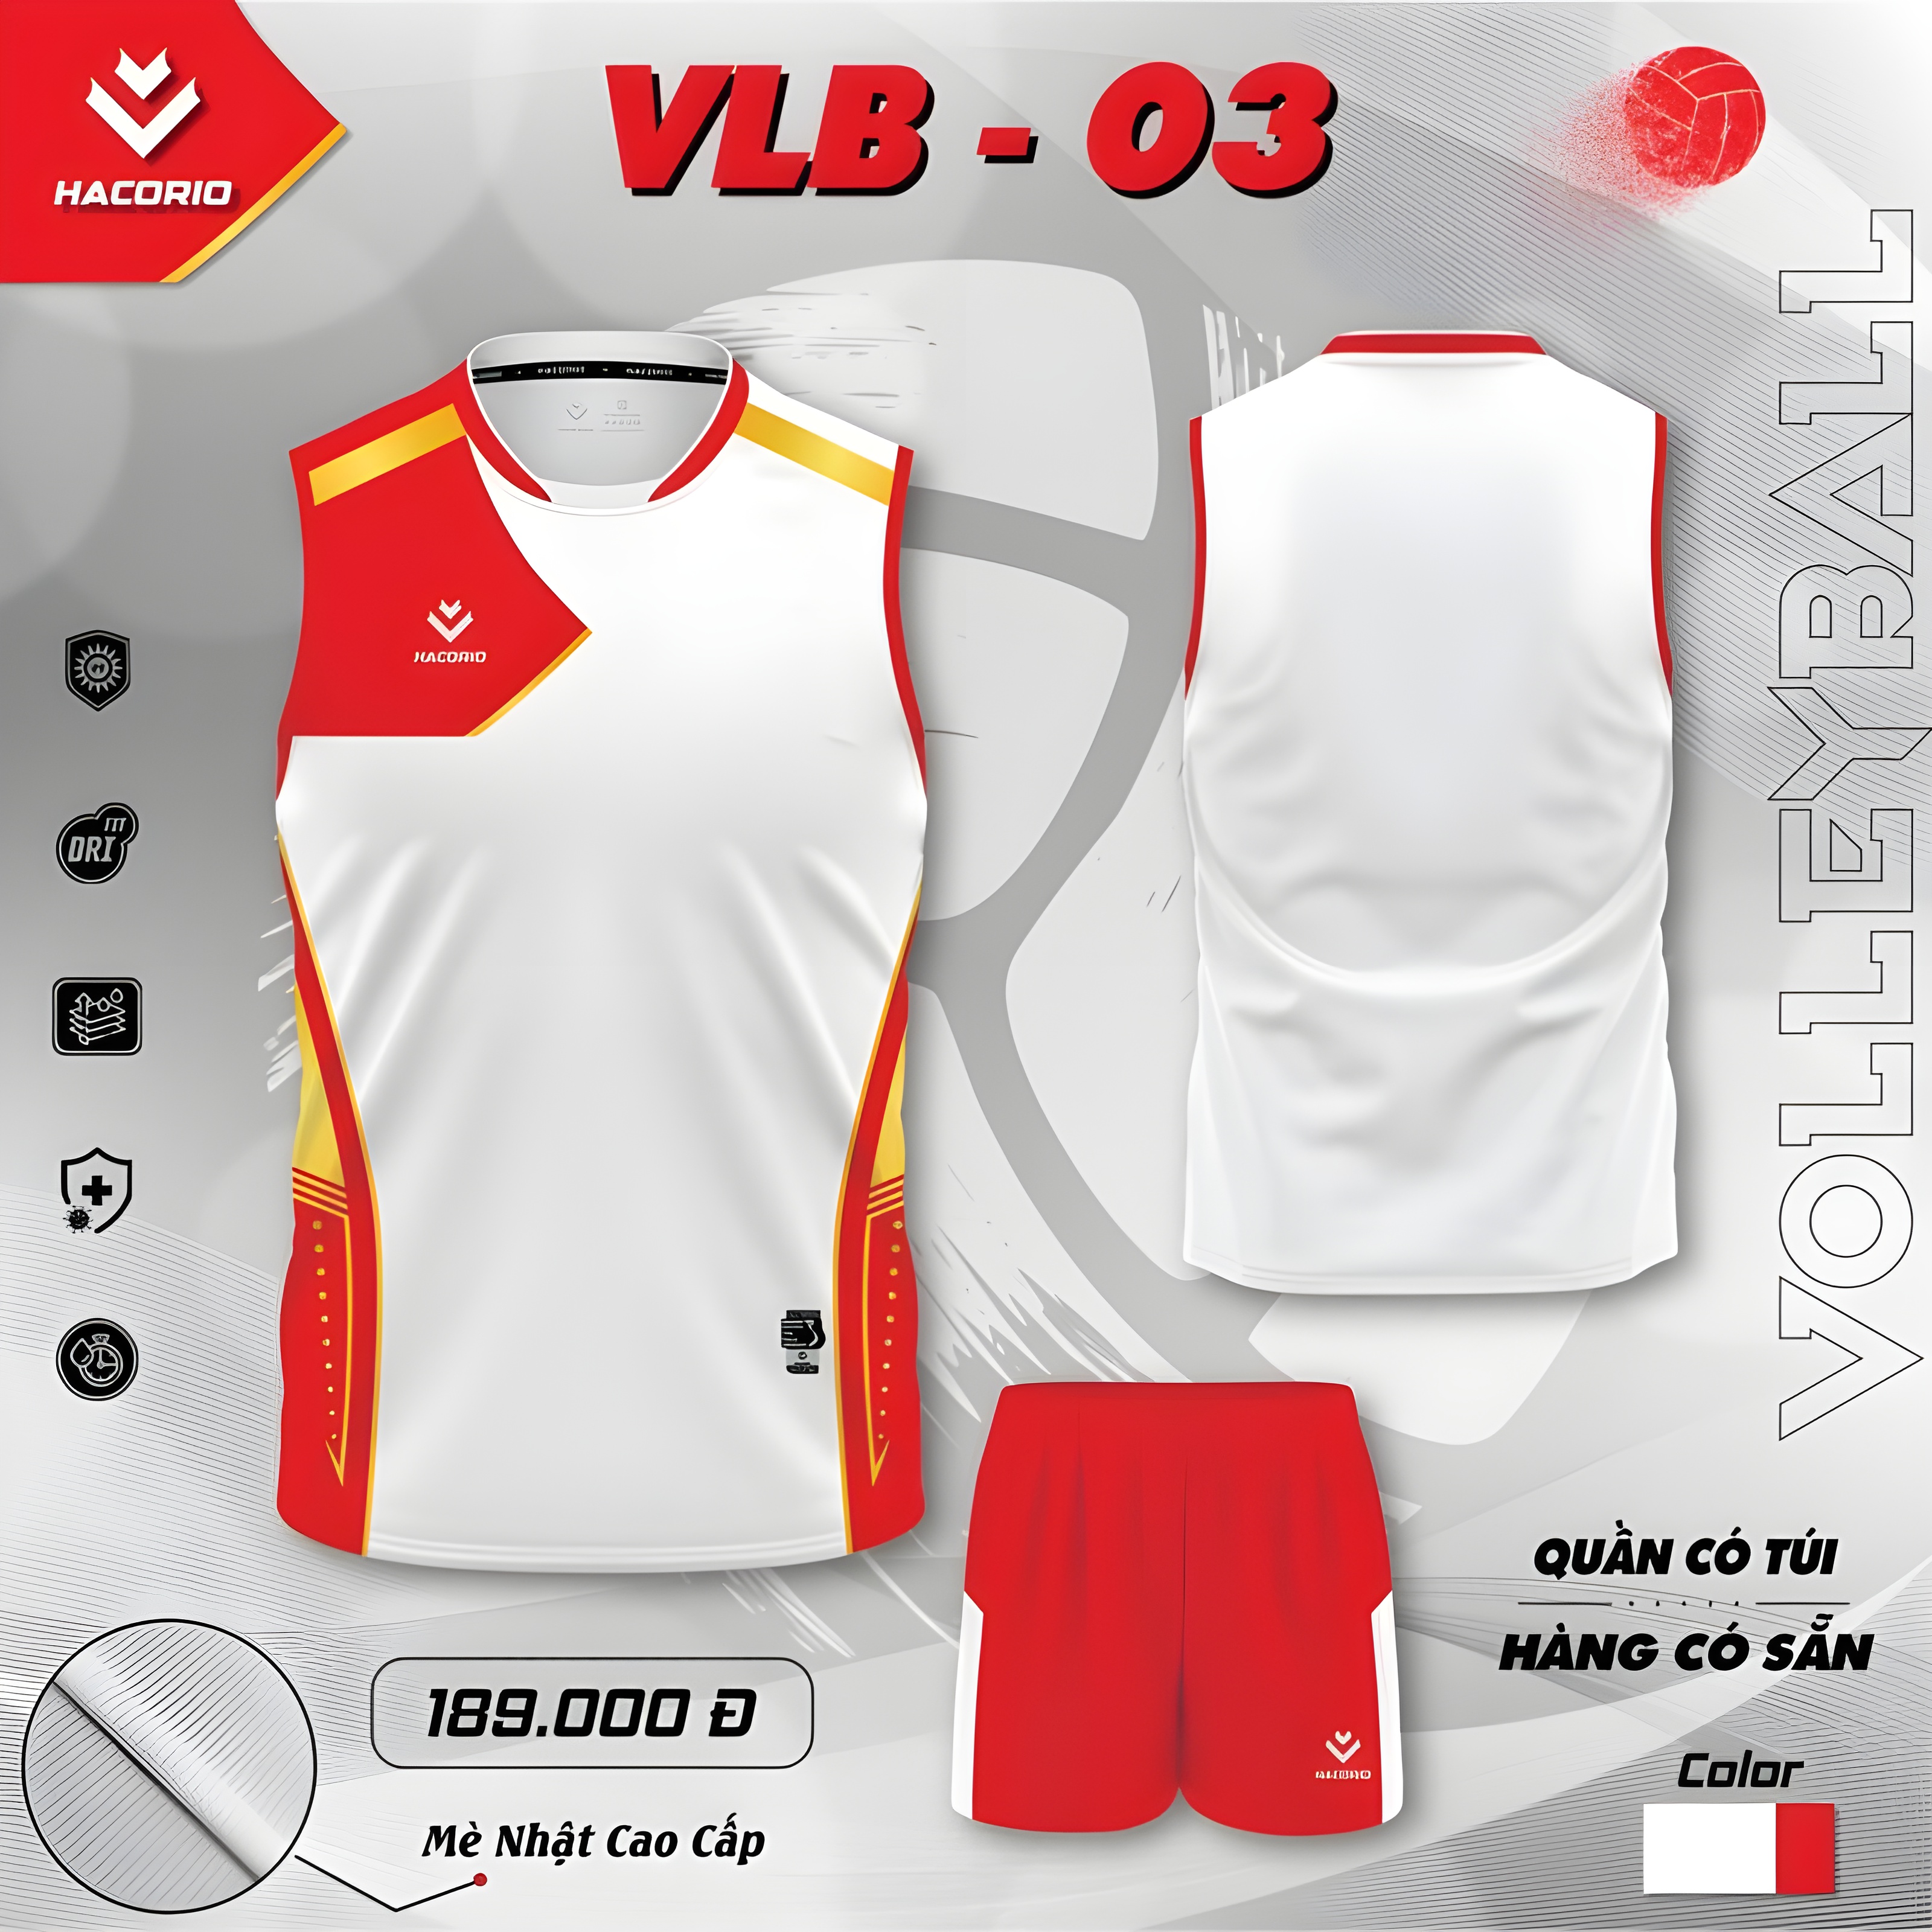 HACORIO
VLB - 03
VOLLEYBALL
HACORIO
DRI
QUẦN CÓ TÚI
HÀNG CÓ SẴN
189.000 Đ
Mè Nhật Cao Cấp
Color